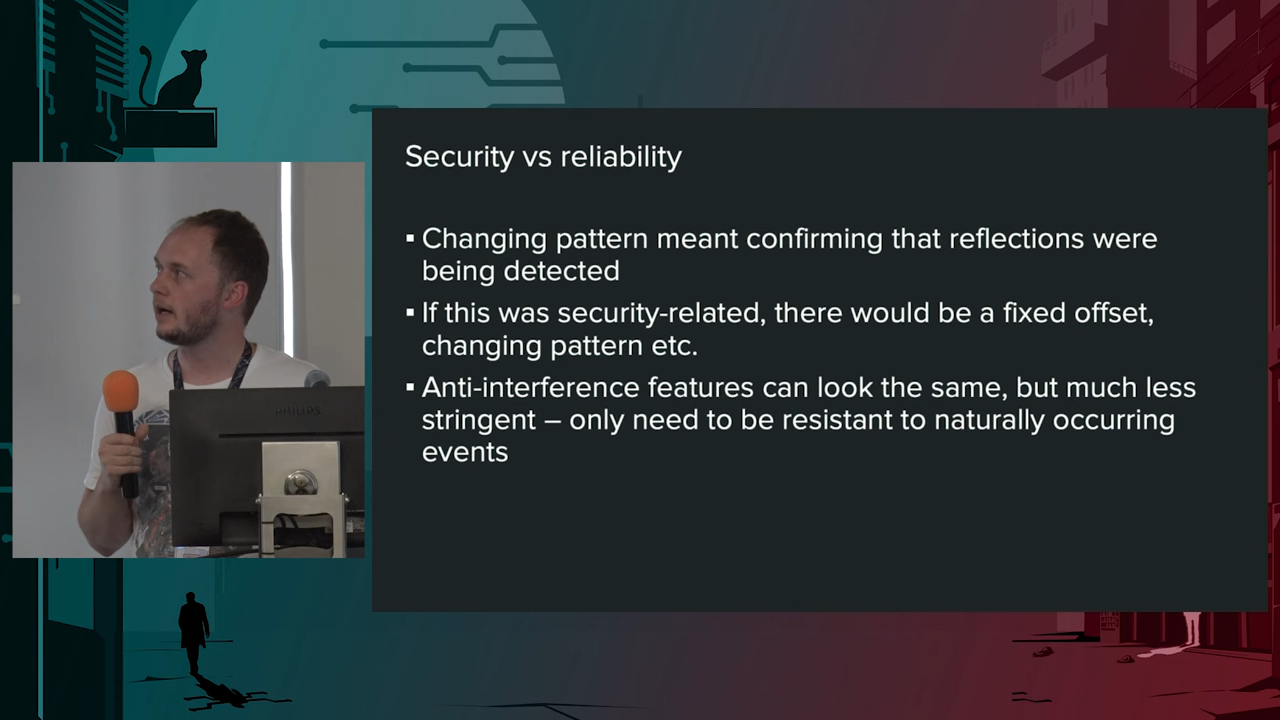 Security vs reliability
▪ Changing pattern meant confirming that reflections were
being detected
▪ If this was security-related, there would be a fixed offset,
changing pattern etc.
▪ Anti-interference features can look the same, but much less
stringent – only need to be resistant to naturally occurring
events
PHILIPS